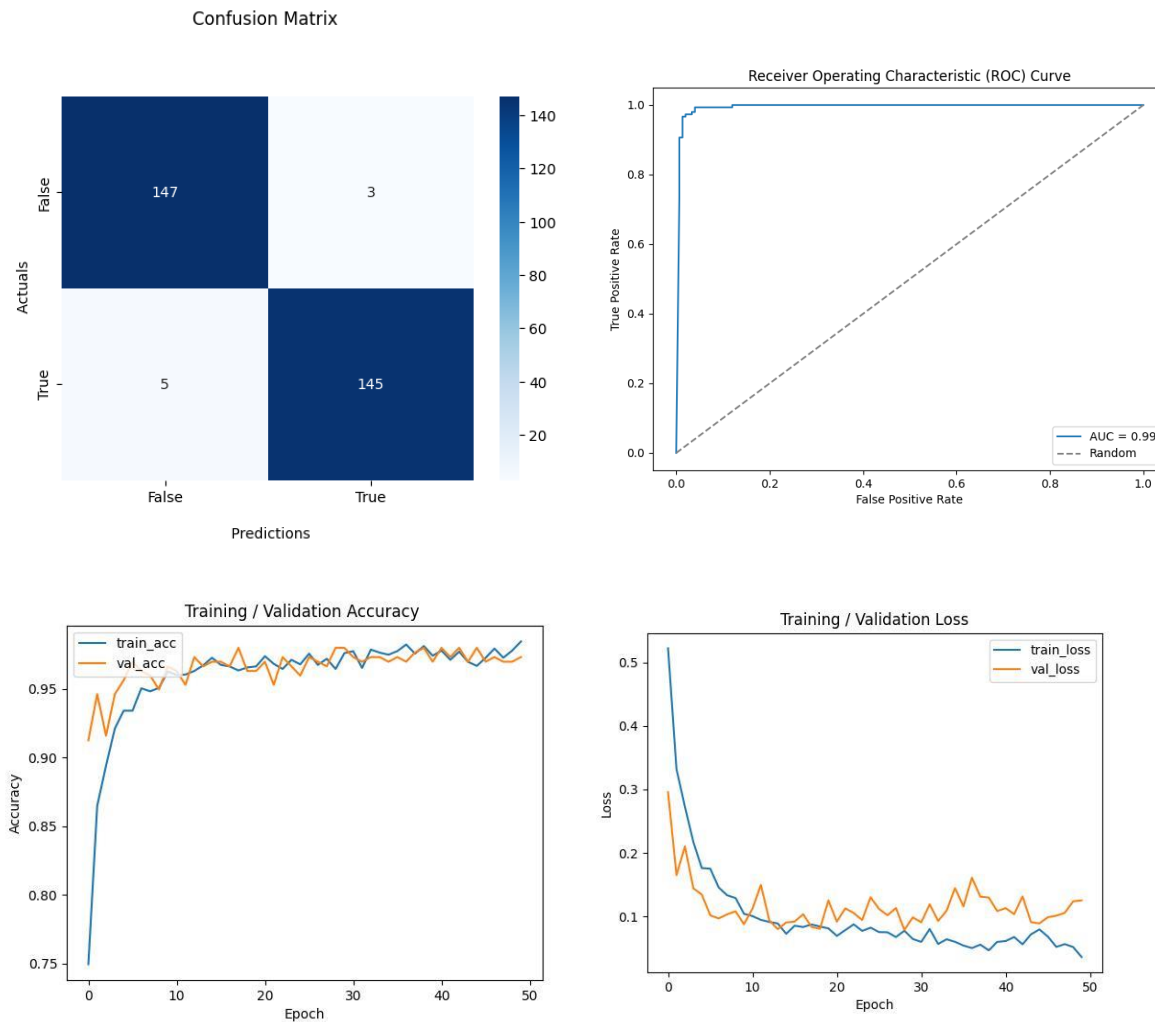 Confusion Matrix
147
3
5
145
False
True
Actuals
False
True
Predictions
140
120
100
80
60
40
20
Receiver Operating Characteristic (ROC) Curve
1.0
0.8
0.6
0.4
0.2
0.0
True Positive Rate
AUC = 0.99
Random
0.0 0.2 0.4 0.6 0.8 1.0
False Positive Rate
Training / Validation Accuracy
train_acc
val_acc
0.95
0.90
0.85
0.80
0.75
Accuracy
0 10 20 30 40 50
Epoch
Training / Validation Loss
train_loss
val_loss
0.5
0.4
0.3
0.2
0.1
Loss
0 10 20 30 40 50
Epoch